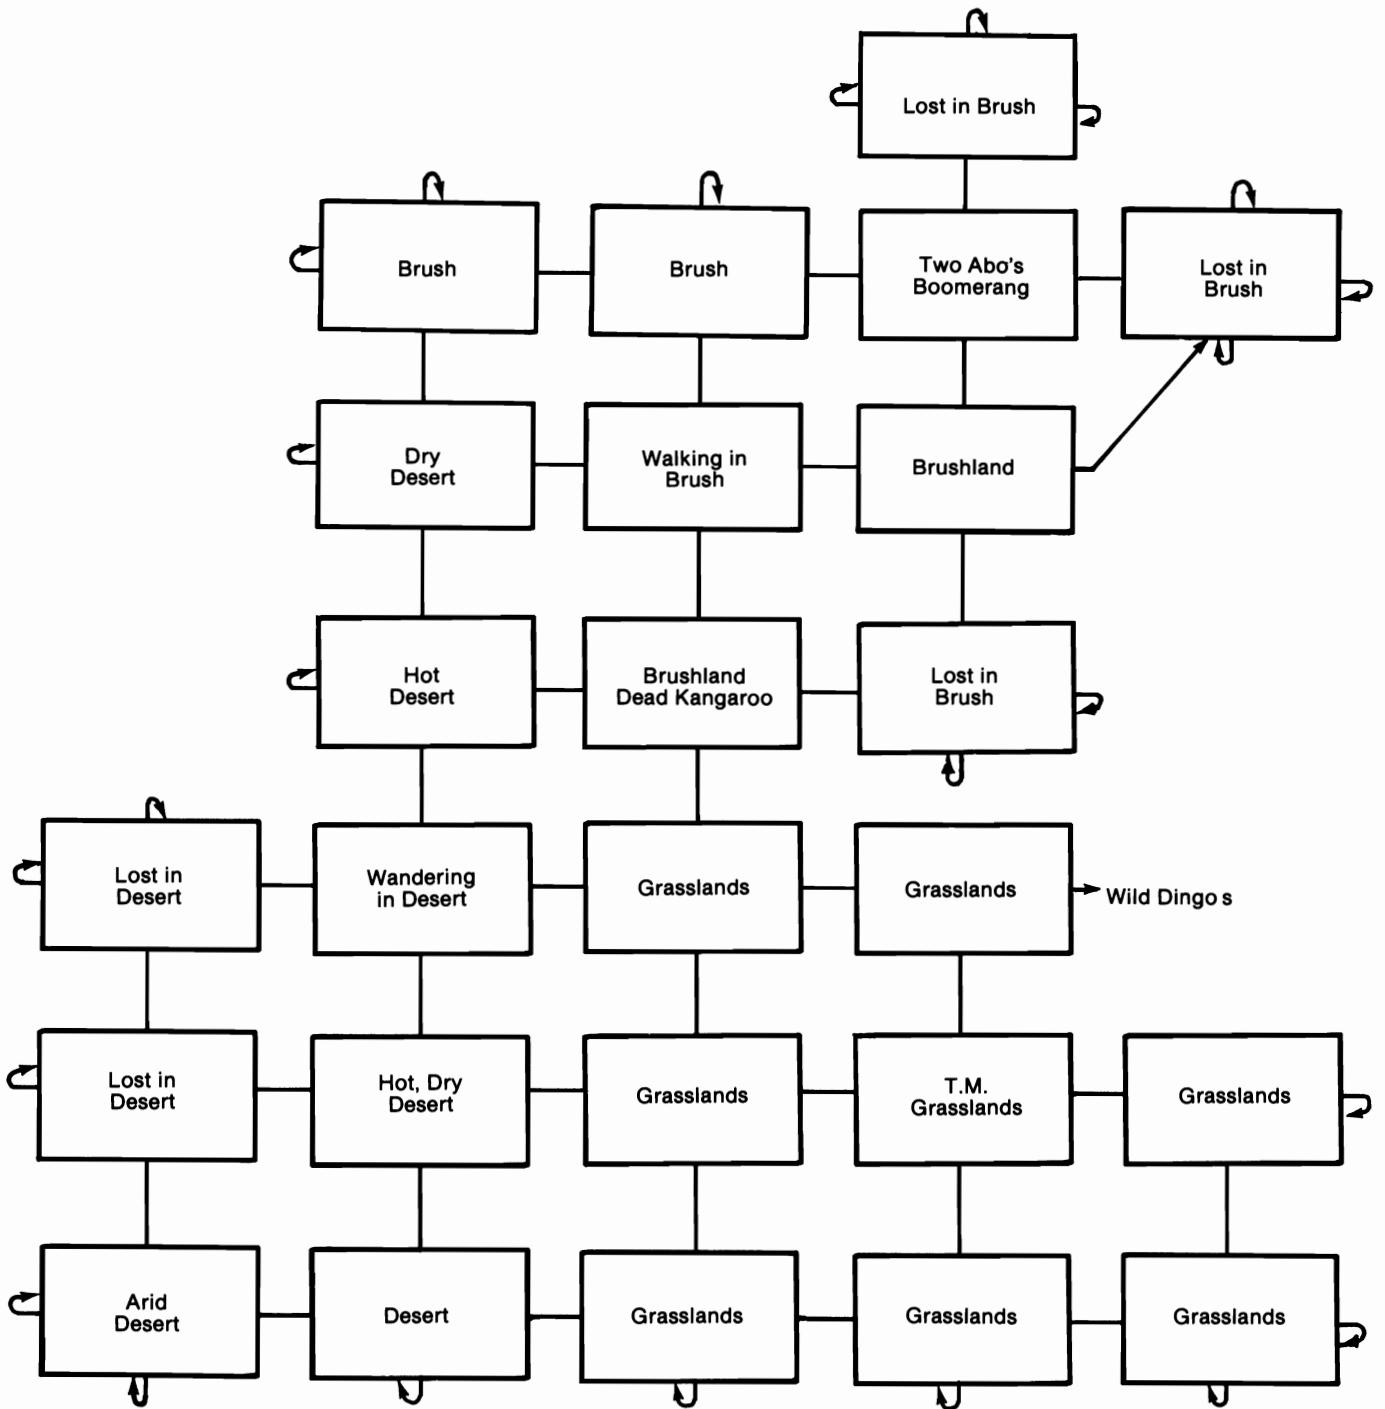 Lost in Brush
Brush
Brush
Two Abo's
Boomerang
Lost in
Brush
Dry
Desert
Walking in
Brush
Brushland
Hot
Desert
Brushland
Dead Kangaroo
Lost in
Brush
Lost in
Desert
Wandering
in Desert
Grasslands
Grasslands
Wild Dingos
Lost in
Desert
Hot, Dry
Desert
Grasslands
T.M.
Grasslands
Grasslands
Arid
Desert
Desert
Grasslands
Grasslands
Grasslands